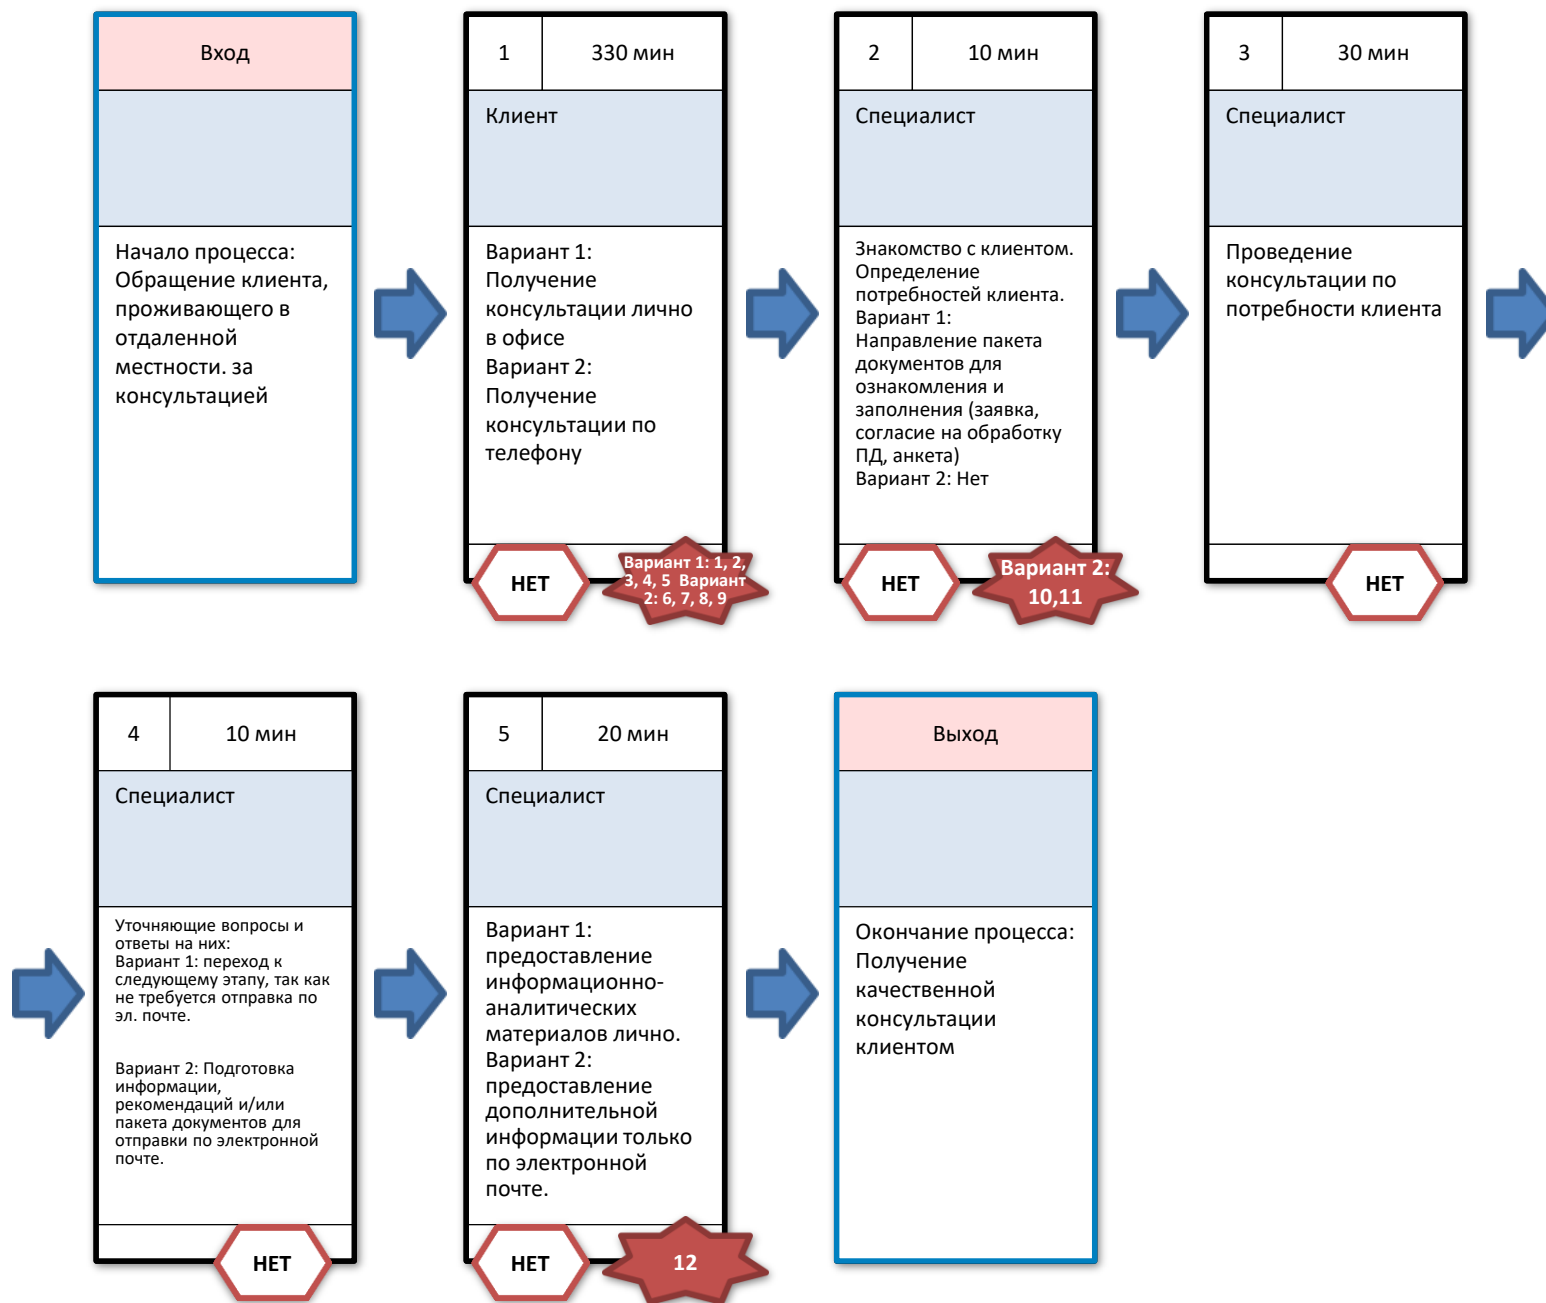 Вход
Начало процесса:
Обращение клиента,
проживающего в
отдаленной
местности. за
консультацией
1
330 мин
Клиент
Вариант 1:
Получение
консультации лично
в офисе
Вариант 2:
Получение
консультации по
телефону
НЕТ
Вариант 1: 1, 2,
3, 4, 5 Вариант
2: 6, 7, 8, 9
2
10 мин
Специалист
Знакомство с клиентом.
Определение
потребностей клиента.
Вариант 1:
Направление пакета
документов для
ознакомления и
заполнения (заявка,
согласие на обработку
ПД, анкета)
Вариант 2: Нет
НЕТ
Вариант 2:
10,11
3
30 мин
Специалист
Проведение
консультации по
потребности клиента
НЕТ
4
10 мин
Специалист
Уточняющие вопросы и
ответы на них:
Вариант 1: переход к
следующему этапу, так как
не требуется отправка по
эл. почте.
Вариант 2: Подготовка
информации,
рекомендаций и/или
пакета документов для
отправки по электронной
почте.
НЕТ
5
20 мин
Специалист
Вариант 1:
предоставление
информационно-
аналитических
материалов лично.
Вариант 2:
предоставление
дополнительной
информации только
по электронной
почте.
НЕТ
12
Выход
Окончание процесса:
Получение
качественной
консультации
клиентом